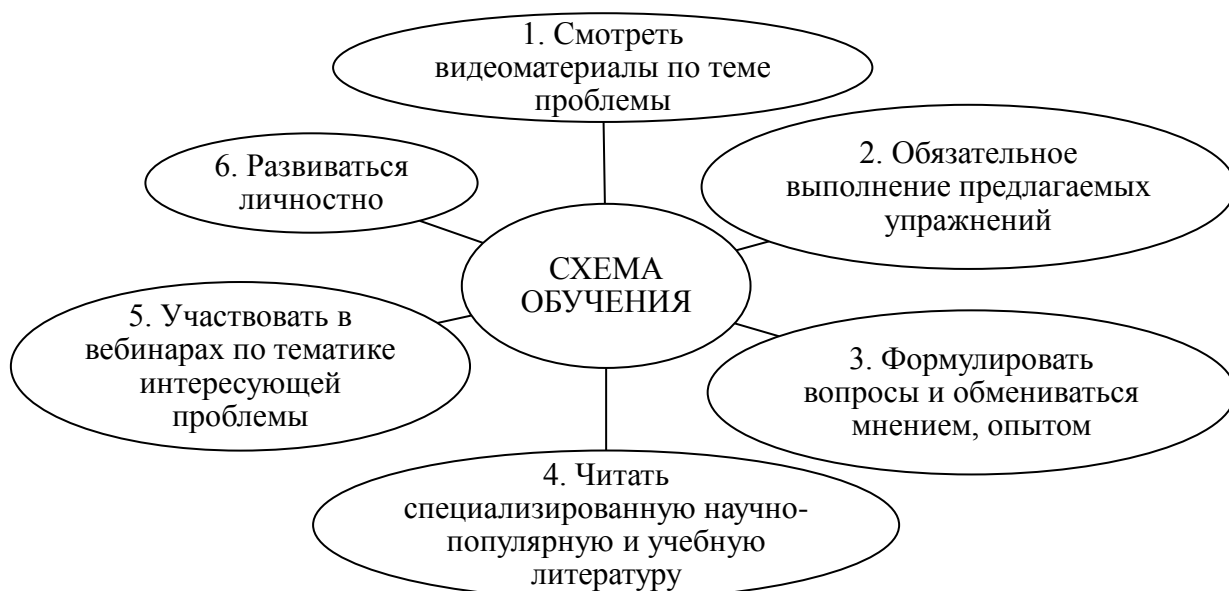 1. Смотреть
видеоматериалы по теме
проблемы
2. Обязательное
выполнение предлагаемых
упражнений
3. Формулировать
вопросы и обмениваться
мнением, опытом
4. Читать
специализированную научно-
популярную и учебную
литературу
5. Участвовать в
вебинарах по тематике
интересующей
проблемы
6. Развиваться
личностно
СХЕМА
ОБУЧЕНИЯ